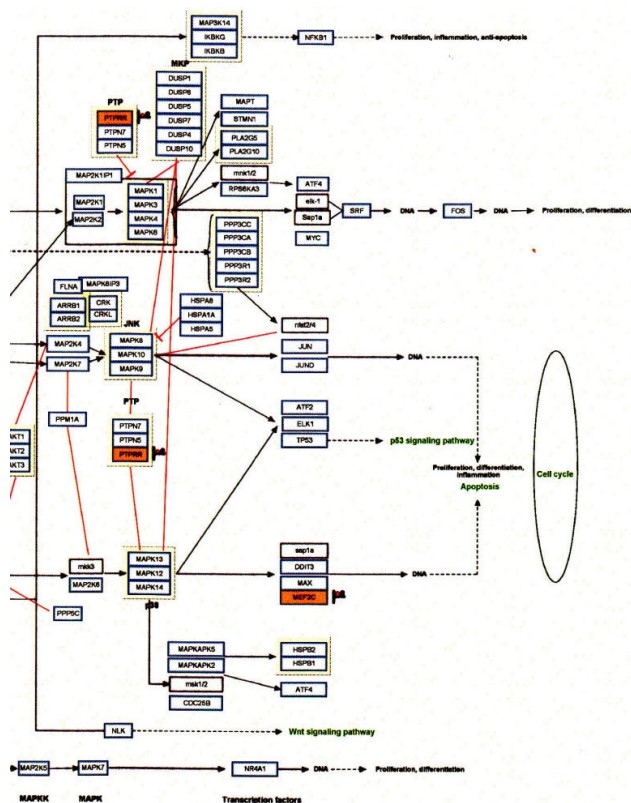 MAP3K14
IKBKG
IKBKB
NFKB1
Proliferation, inflammation, anti-apoptosis
MKP
DUSP1
DUSP6
DUSP5
DUSP7
DUSP4
DUSP10
PTP
PTPRR
PTPN7
PTPN5
MAPT
STMN1
PLA2G5
PLA2G10
mnk1/2
RPS6KA3
ATF4
MAP2K1IP1
MAP2K1
MAP2K2
MAPK1
MAPK3
MAPK4
MAPK6
elk-1
Sap1a
SRF
DNA
FOS
DNA
Proliferation, differentiation
MYC
PPP3CC
PPP3CA
PPP3CB
PPP3R1
PPP3R2
FLNA
MAPK8IP3
ARRB1
ARRB2
CRK
CRKL
HSPA8
HSPA1A
HSPA5
nfat2/4
JNK
MAP2K4
MAP2K7
MAPK8
MAPK10
MAPK9
JUN
JUND
DNA
PTP
PPM1A
PTPN7
PTPN5
PTPRR
AKT1
AKT2
AKT3
ATF2
ELK1
TP53
p53 signaling pathway
Proliferation, differentiation,
inflammation
Apoptosis
Cell cycle
mkk3
MAP2K6
MAPK13
MAPK12
MAPK14
p38
sap1a
DDIT3
MAX
MEF2C
DNA
PPP5C
MAPKAPK5
MAPKAPK2
msk1/2
CDC25B
HSPB2
HSPB1
ATF4
NLK
Wnt signaling pathway
MAP2K5
MAPK7
NR4A1
DNA
Proliferation, differentiation
MAPKK
MAPK
Transcription factors